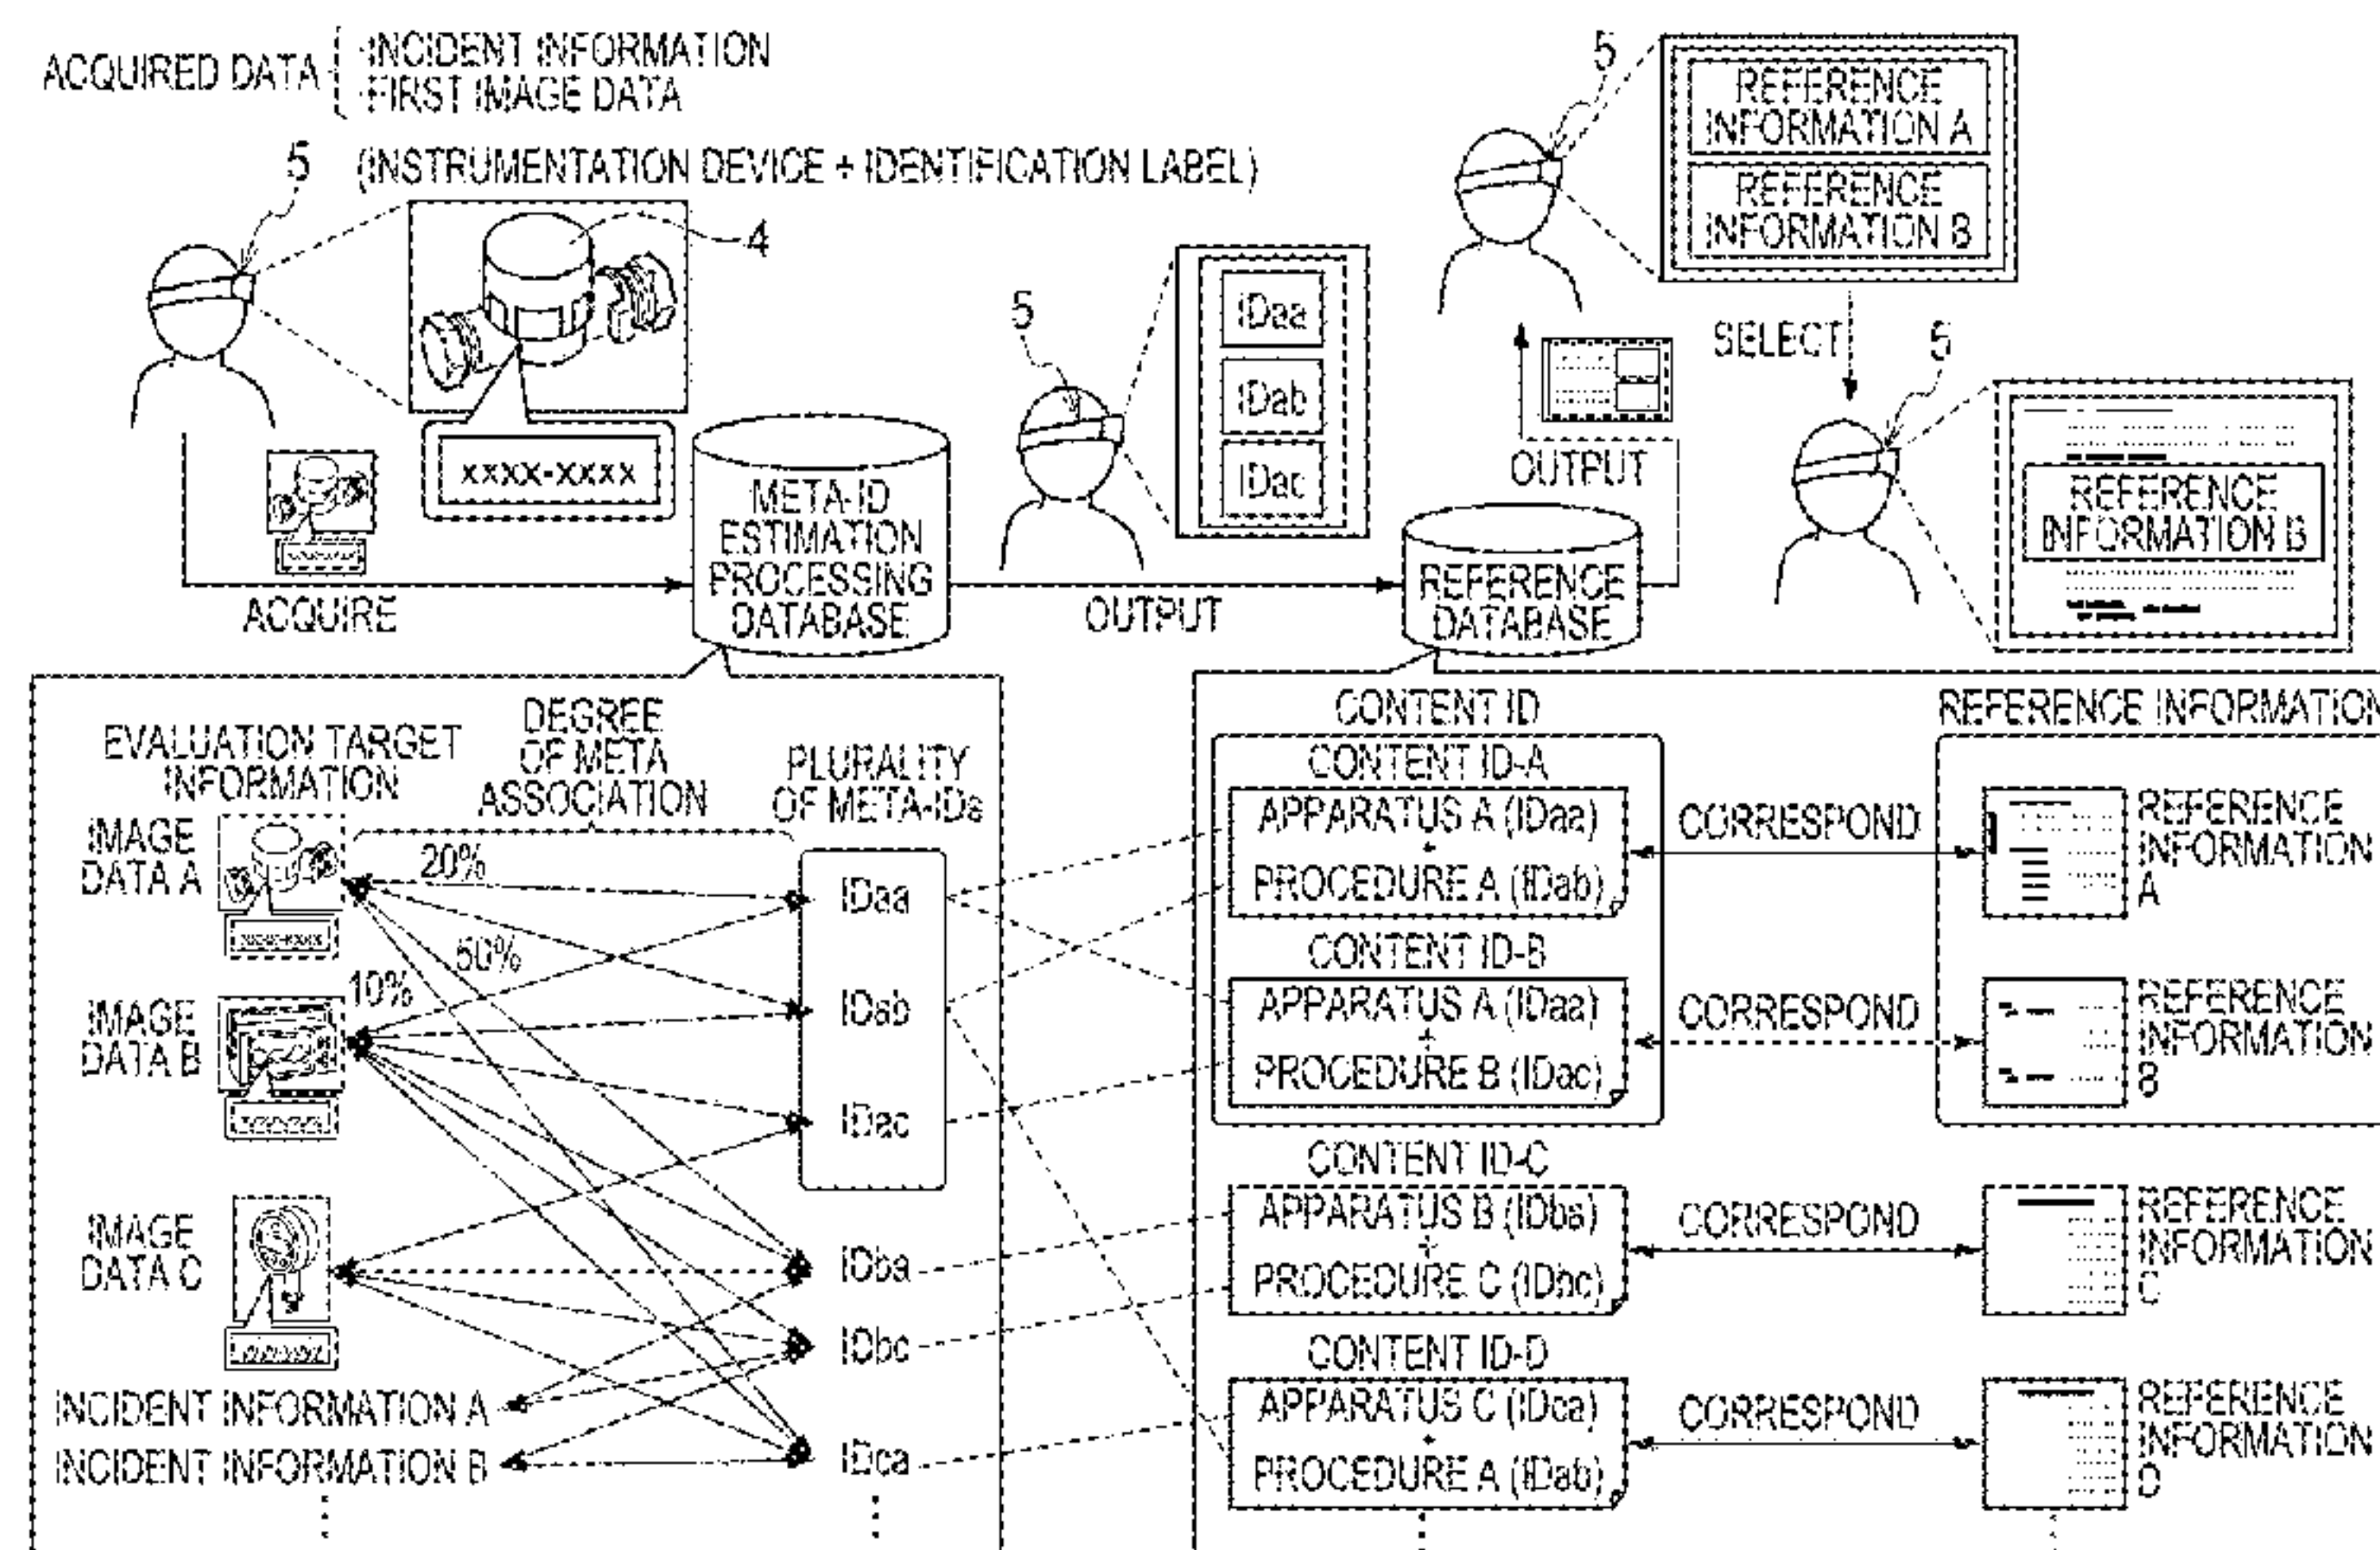 ACQUIRED DATA
·INCIDENT INFORMATION
·FIRST IMAGE DATA
(INSTRUMENTATION DEVICE + IDENTIFICATION LABEL)
5
4
xxxx-xxxx
ACQUIRE
META-ID
ESTIMATION
PROCESSING
DATABASE
5
IDaa
IDab
IDac
OUTPUT
REFERENCE
DATABASE
OUTPUT
5
REFERENCE
INFORMATION A
REFERENCE
INFORMATION B
SELECT
5
REFERENCE
INFORMATION B
EVALUATION TARGET
INFORMATION
DEGREE
OF META
ASSOCIATION
PLURALITY
OF META-IDs
IMAGE
DATA A
IMAGE
DATA B
IMAGE
DATA C
INCIDENT INFORMATION A
INCIDENT INFORMATION B
20%
50%
10%
IDaa
IDab
IDac
IDba
IDbc
IDca
CONTENT ID
CONTENT ID-A
APPARATUS A (IDaa)
+
PROCEDURE A (IDab)
CONTENT ID-B
APPARATUS A (IDaa)
+
PROCEDURE B (IDac)
CONTENT ID-C
APPARATUS B (IDba)
+
PROCEDURE C (IDbc)
CONTENT ID-D
APPARATUS C (IDca)
+
PROCEDURE A (IDab)
CORRESPOND
CORRESPOND
CORRESPOND
CORRESPOND
REFERENCE INFORMATION
REFERENCE
INFORMATION
A
REFERENCE
INFORMATION
B
REFERENCE
INFORMATION
C
REFERENCE
INFORMATION
D